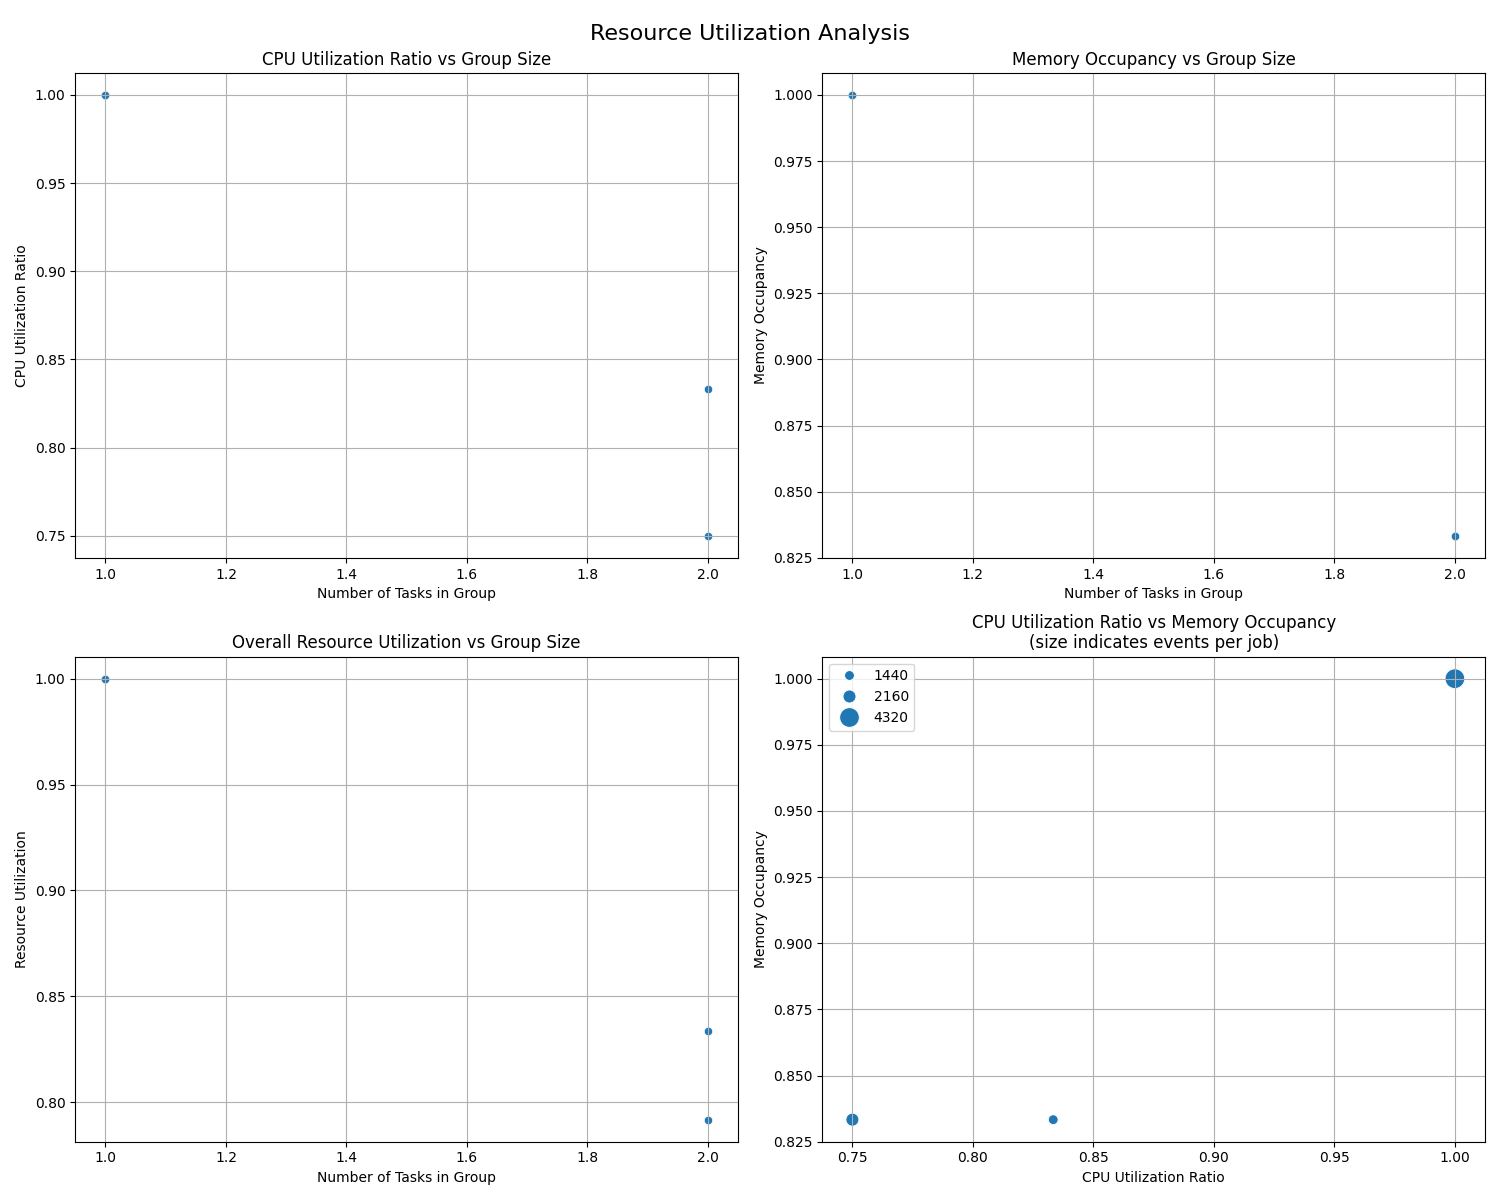 Resource Utilization Analysis
CPU Utilization Ratio vs Group Size
1.00
0.95
0.90
0.85
0.80
0.75
CPU Utilization Ratio
1.0 1.2 1.4 1.6 1.8 2.0
Number of Tasks in Group
Memory Occupancy vs Group Size
1.000
0.975
0.950
0.925
0.900
0.875
0.850
0.825
Memory Occupancy
1.0 1.2 1.4 1.6 1.8 2.0
Number of Tasks in Group
Overall Resource Utilization vs Group Size
1.00
0.95
0.90
0.85
0.80
Resource Utilization
1.0 1.2 1.4 1.6 1.8 2.0
Number of Tasks in Group
CPU Utilization Ratio vs Memory Occupancy
(size indicates events per job)
1440
2160
4320
1.000
0.975
0.950
0.925
0.900
0.875
0.850
0.825
Memory Occupancy
0.75 0.80 0.85 0.90 0.95 1.00
CPU Utilization Ratio